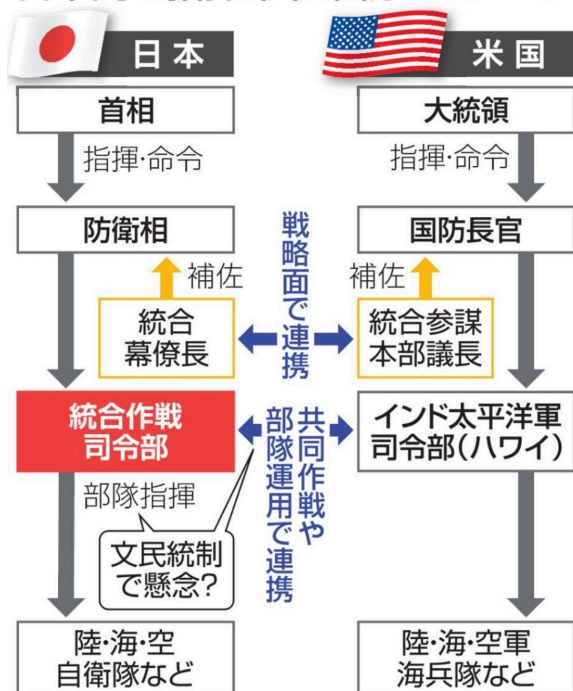 日本
首相
指揮・命令
防衛相
補佐
統合
幕僚長
統合作戦
司令部
部隊指揮
文民統制
で懸念?
陸・海・空
自衛隊など
戦略面で連携
共同作戦や
部隊運用で連携
米国
大統領
指揮・命令
国防長官
補佐
統合参謀
本部議長
インド太平洋軍
司令部(ハワイ)
陸・海・空軍
海兵隊など